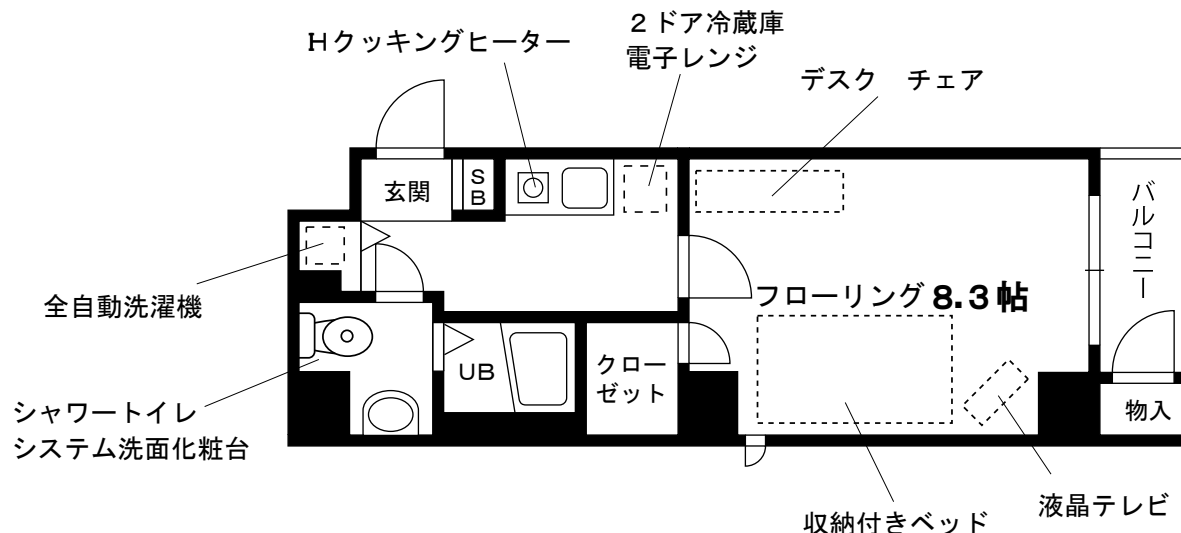 Hクッキングヒーター
２ドア冷蔵庫
電子レンジ
デスク　チェア
玄関
SB
バルコニー
全自動洗濯機
フローリング 8.3帖
UB
クロー
ゼット
物入
シャワートイレ
システム洗面化粧台
収納付きベッド
液晶テレビ